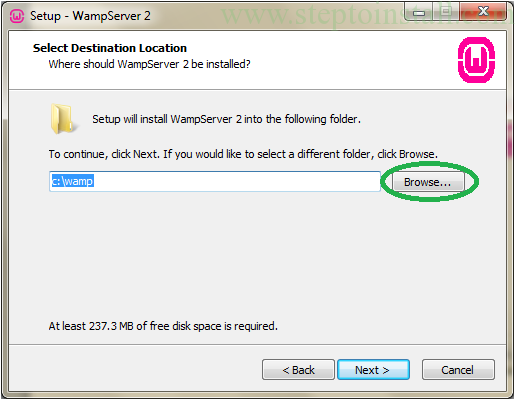 www.steptoinstall.com
Setup - WampServer 2
Select Destination Location
Where should WampServer 2 be installed?
Setup will install WampServer 2 into the following folder.
To continue, click Next. If you would like to select a different folder, click Browse.
c:\wamp
Browse...
At least 237.3 MB of free disk space is required.
< Back
Next >
Cancel